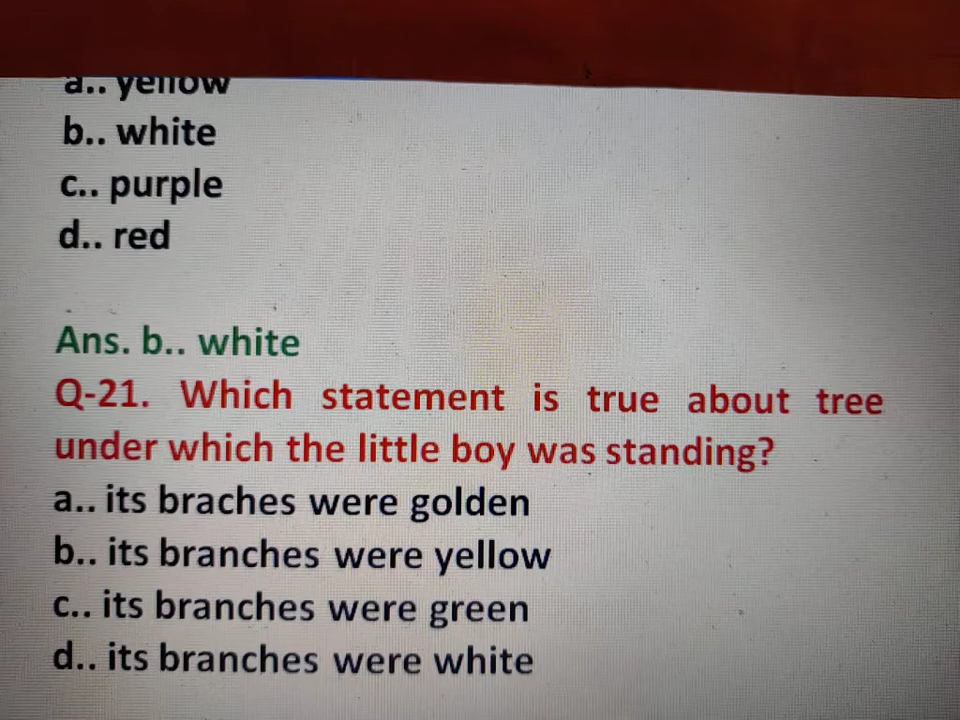 a.. yellow
b.. white
c.. purple
d.. red
Ans. b.. white
Q-21. Which statement is true about tree
under which the little boy was standing?
a.. its braches were golden
b.. its branches were yellow
c.. its branches were green
d.. its branches were white